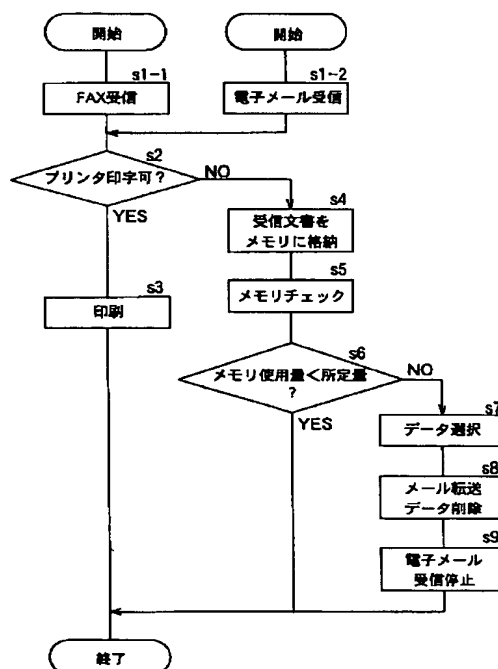 開始
開始
s1-1
s1-2
FAX受信
電子メール受信
s2
プリンタ印字可?
NO
YES
s4
受信文書を
メモリに格納
s5
メモリチェック
s3
印刷
s6
メモリ使用量<所定量
?
NO
YES
s7
データ選択
s8
メール転送
データ削除
s9
電子メール
受信停止
終了